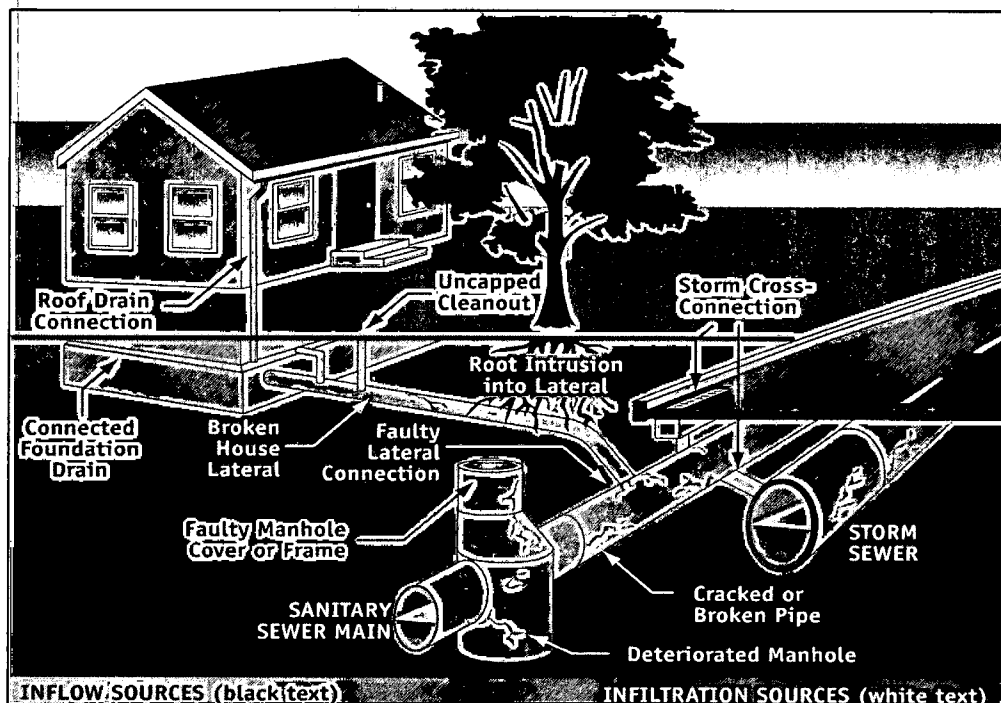 Roof Drain
Connection
Uncapped
Cleanout
Storm Cross-
Connection
Root Intrusion
into Lateral
Connected
Foundation
Drain
Broken
House
Lateral
Faulty
Lateral
Connection
Faulty Manhole
Cover or Frame
STORM
SEWER
SANITARY
SEWER MAIN
Cracked or
Broken Pipe
Deteriorated Manhole
INFLOW SOURCES (black text)
INFILTRATION SOURCES (white text)